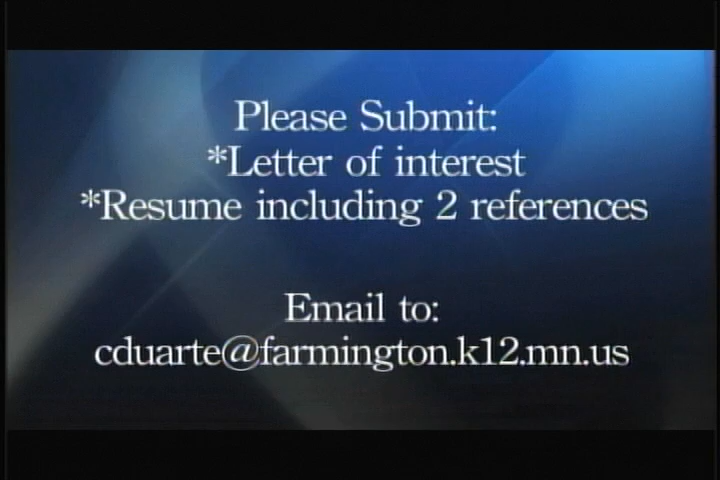 Please Submit:
*Letter of interest
*Resume including 2 references
Email to:
cduarte@farmington.k12.mn.us